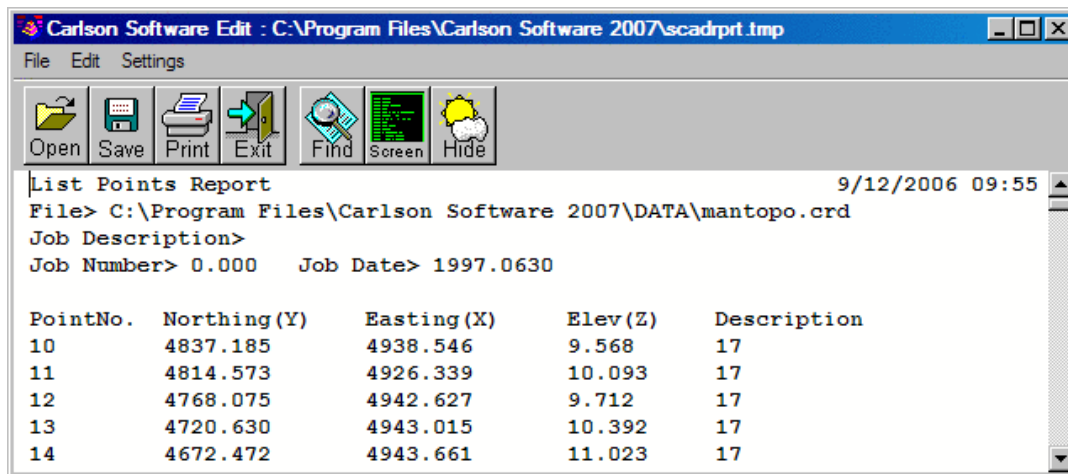 Carlson Software Edit : C:\Program Files\Carlson Software 2007\scadrprt.tmp
File Edit Settings
Open Save Print Exit Find Screen Hide
List Points Report 9/12/2006 09:55
File> C:\Program Files\Carlson Software 2007\DATA\mantopo.crd
Job Description>
Job Number> 0.000 Job Date> 1997.0630
PointNo. Northing(Y) Easting(X) Elev(Z) Description
10 4837.185 4938.546 9.568 17
11 4814.573 4926.339 10.093 17
12 4768.075 4942.627 9.712 17
13 4720.630 4943.015 10.392 17
14 4672.472 4943.661 11.023 17